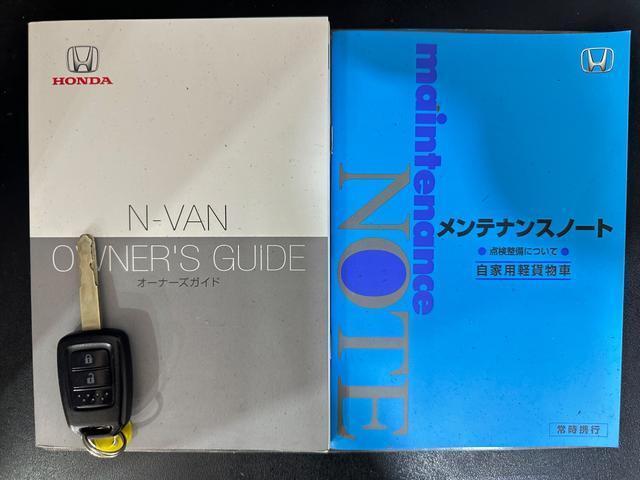 HONDA
N-VAN
OWNER'S GUIDE
オーナーズガイド
maintenance
NOTE
メンテナンスノート
点検整備について
自家用軽貨物車
常時携行